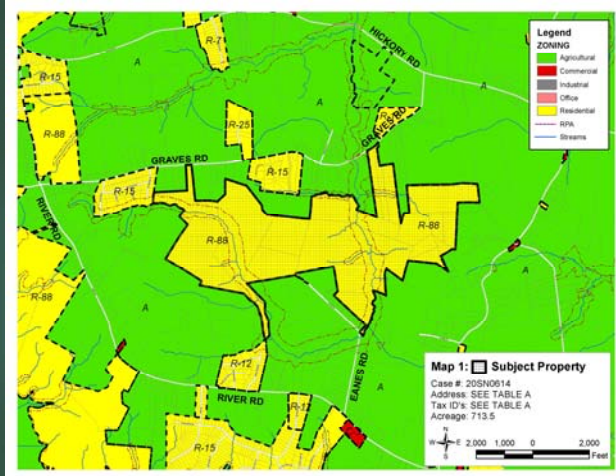 HICKORY RD
R-7
A
A
R-15
R-88
R-25
A
GRAVES RD
GRAVES RD
R-15
R-15
RIVER RD
R-88
R-88
R-88
A
A
A
R-12
RIVER RD
EANES RD
R-12
R-15
Legend
ZONING
Agricultural
Commercial
Industrial
Office
Residential
RPA
Streams
Map 1: Subject Property
Case #: 20SN0614
Address: SEE TABLE A
Tax ID's: SEE TABLE A
Acreage: 713.5
N
W E
S
2,000 1,000 0 2,000
Feet